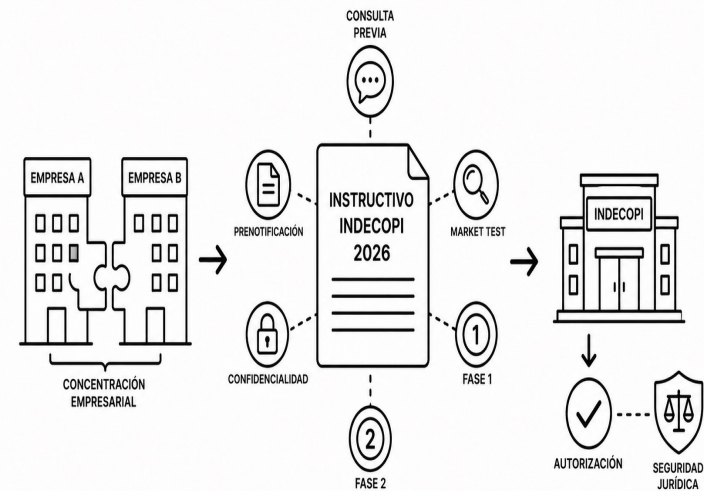 CONSULTA
PREVIA
EMPRESA A
EMPRESA B
PRENOTIFICACIÓN
INSTRUCTIVO
INDECOPI
2026
MARKET TEST
INDECOPI
CONFIDENCIALIDAD
1
FASE 1
CONCENTRACIÓN
EMPRESARIAL
2
FASE 2
AUTORIZACIÓN
SEGURIDAD
JURÍDICA